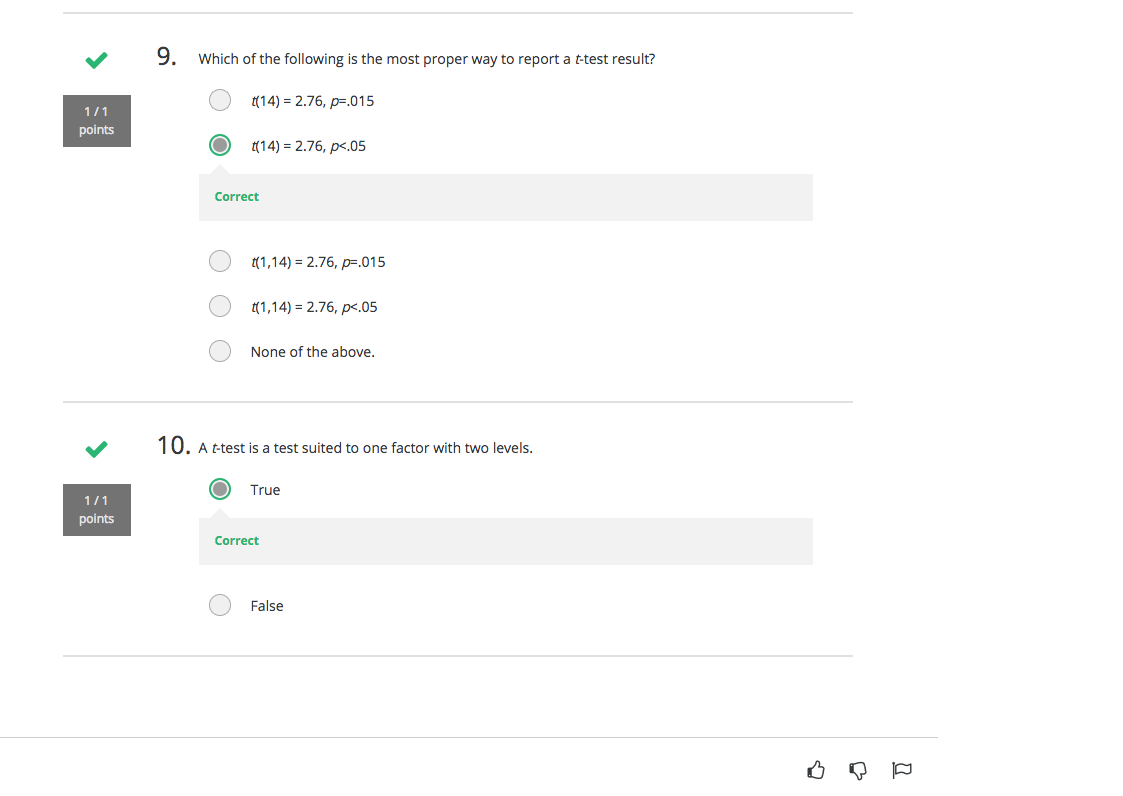 9. Which of the following is the most proper way to report a t-test result?
1 / 1
points
t(14) = 2.76, p=.015
t(14) = 2.76, p<.05
Correct
t(1,14) = 2.76, p=.015
t(1,14) = 2.76, p<.05
None of the above.
10. A t-test is a test suited to one factor with two levels.
1 / 1
points
True
Correct
False